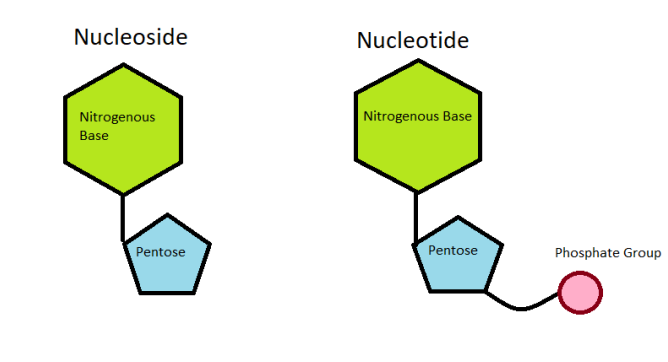 Nucleoside
Nitrogenous
Base
Pentose
Nucleotide
Nitrogenous Base
Pentose
Phosphate Group